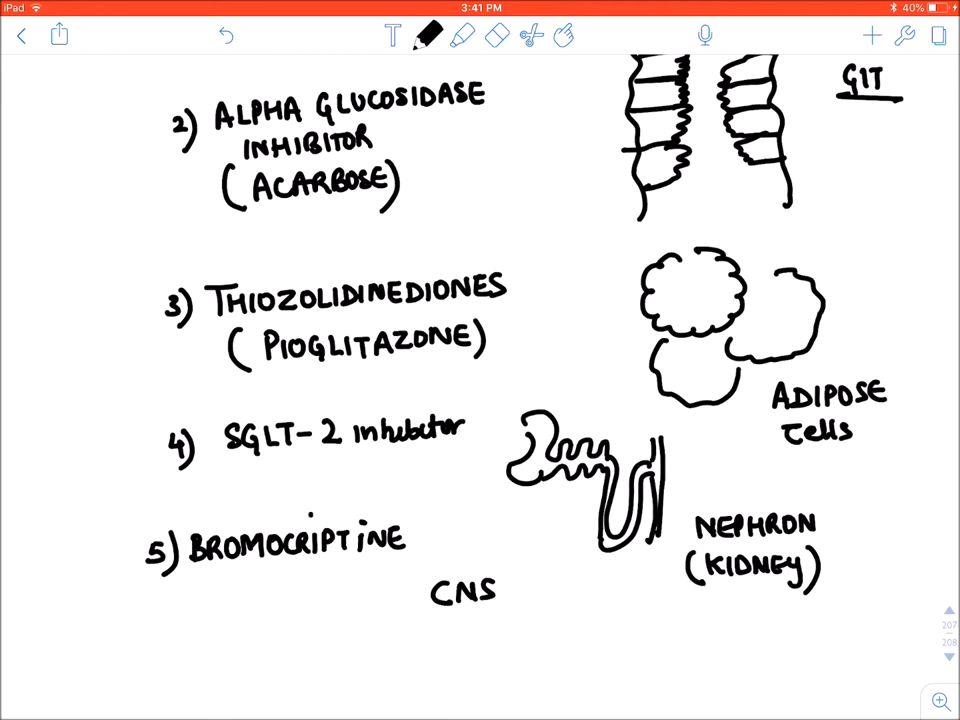 iPad
3:41 PM
40%
T
GIT
2) ALPHA GLUCOSIDASE
INHIBITOR
(ACARBOSE)
3) THIOZOLIDINEDIONES
(PIOGLITAZONE)
ADIPOSE
cells
4) SGLT-2 inhibitor
NEPHRON
(KIDNEY)
5) BROMOCRIPTiNE
CNS
207
208